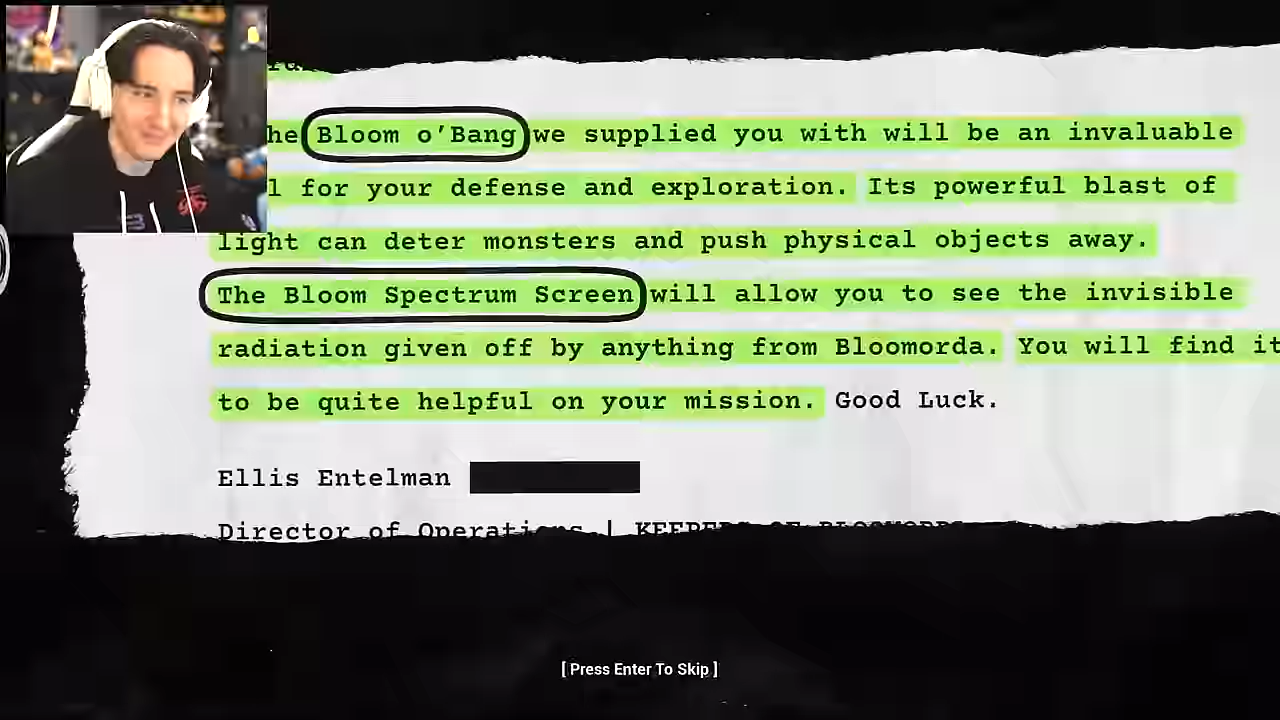 he Bloom o'Bang we supplied you with will be an invaluable
l for your defense and exploration. Its powerful blast of
light can deter monsters and push physical objects away.
The Bloom Spectrum Screen will allow you to see the invisible
radiation given off by anything from Bloomorda. You will find it
to be quite helpful on your mission. Good Luck.
Ellis Entelman
Director of Operations | KEEPERS OF BLOOMORDA
[ Press Enter To Skip ]